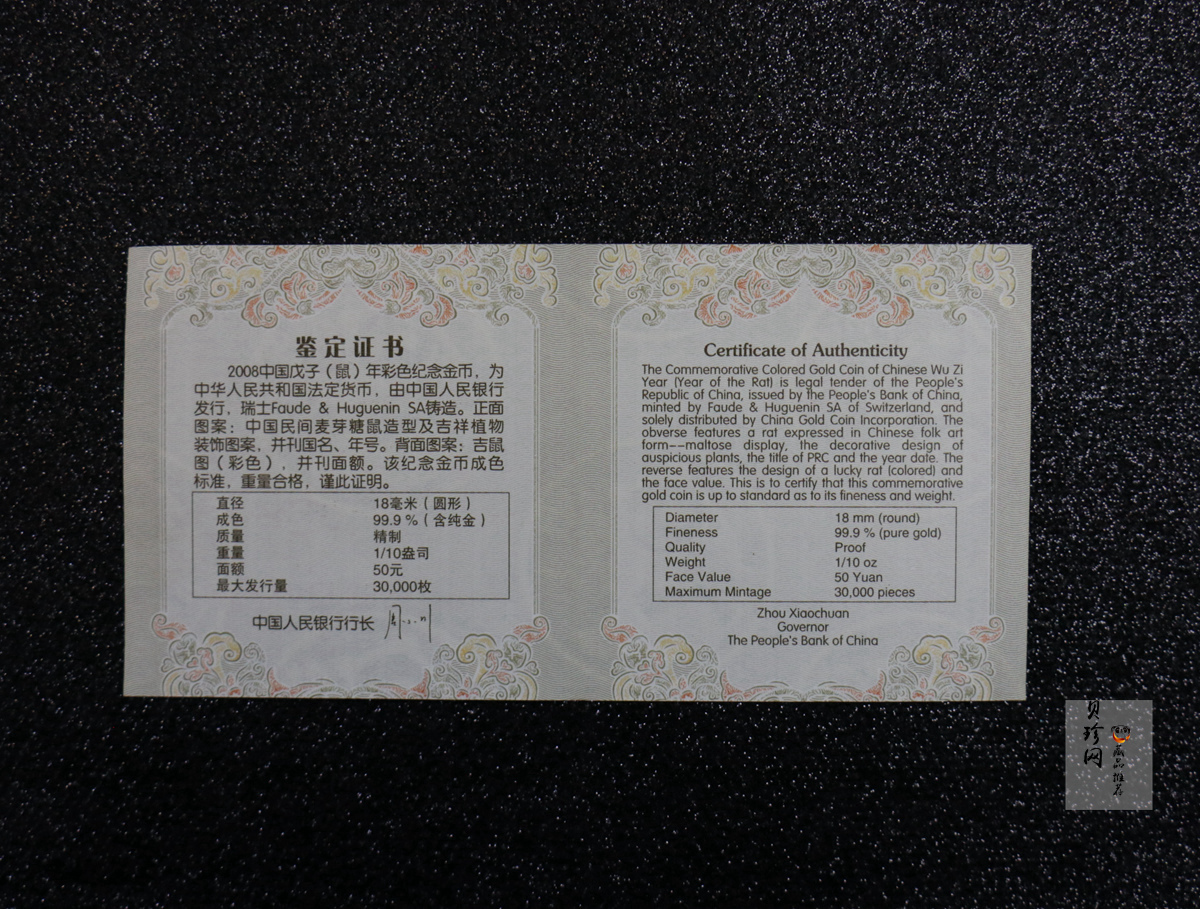 鉴定证书
2008中国戊子（鼠）年彩色纪念金币，为
中华人民共和国法定货币，由中国人民银行
发行，瑞士Faude & Huguenin SA铸造。正面
图案：中国民间麦芽糖鼠造型及吉祥植物
装饰图案，并刊国名、年号。背面图案：吉鼠
图（彩色），并刊面额。该纪念金币成色
标准，重量合格，谨此证明。
直径 18毫米（圆形）
成色 99.9 %（含纯金）
质量 精制
重量 1/10盎司
面额 50元
最大发行量 30,000枚
中国人民银行行长
Certificate of Authenticity
The Commemorative Colored Gold Coin of Chinese Wu Zi
Year (Year of the Rat) is legal tender of the People's
Republic of China, issued by the People's Bank of China,
minted by Faude & Huguenin SA of Switzerland, and
solely distributed by China Gold Coin Incorporation. The
obverse features a rat expressed in Chinese folk art
form--maltose display, the decorative design of
auspicious plants, the title of PRC and the year date. The
reverse features the design of a lucky rat (colored) and
the face value. This is to certify that this commemorative
gold coin is up to standard as to its fineness and weight.
Diameter 18 mm (round)
Fineness 99.9 % (pure gold)
Quality Proof
Weight 1/10 oz
Face Value 50 Yuan
Maximum Mintage 30,000 pieces
Zhou Xiaochuan
Governor
The People's Bank of China
贝珍网
藏品推荐